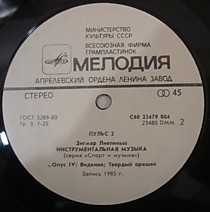 МИНИСТЕРСТВО
КУЛЬТУРЫ СССР
ВСЕСОЮЗНАЯ ФИРМА
ГРАМПЛАСТИНОК
МЕЛОДИЯ
АПРЕЛЕВСКИЙ ОРДЕНА ЛЕНИНА ЗАВОД
СТЕРЕО
45
ГОСТ 5289-80
Гр. 3. 1-25
С60 23479 004
23480 2
ПУЛЬС 2
Зигмар Лиепиньш
ИНСТРУМЕНТАЛЬНАЯ МУЗЫКА
(серия «Спорт и музыка»)
Опус IV; Видение; Твердый орешек
Запись 1985 г.